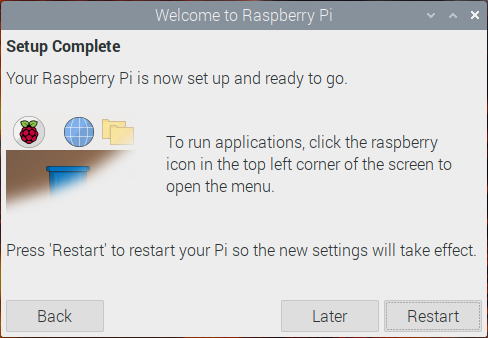 Welcome to Raspberry Pi
Setup Complete
Your Raspberry Pi is now set up and ready to go.
To run applications, click the raspberry
icon in the top left corner of the screen to
open the menu.
Press 'Restart' to restart your Pi so the new settings will take effect.
Back
Later
Restart